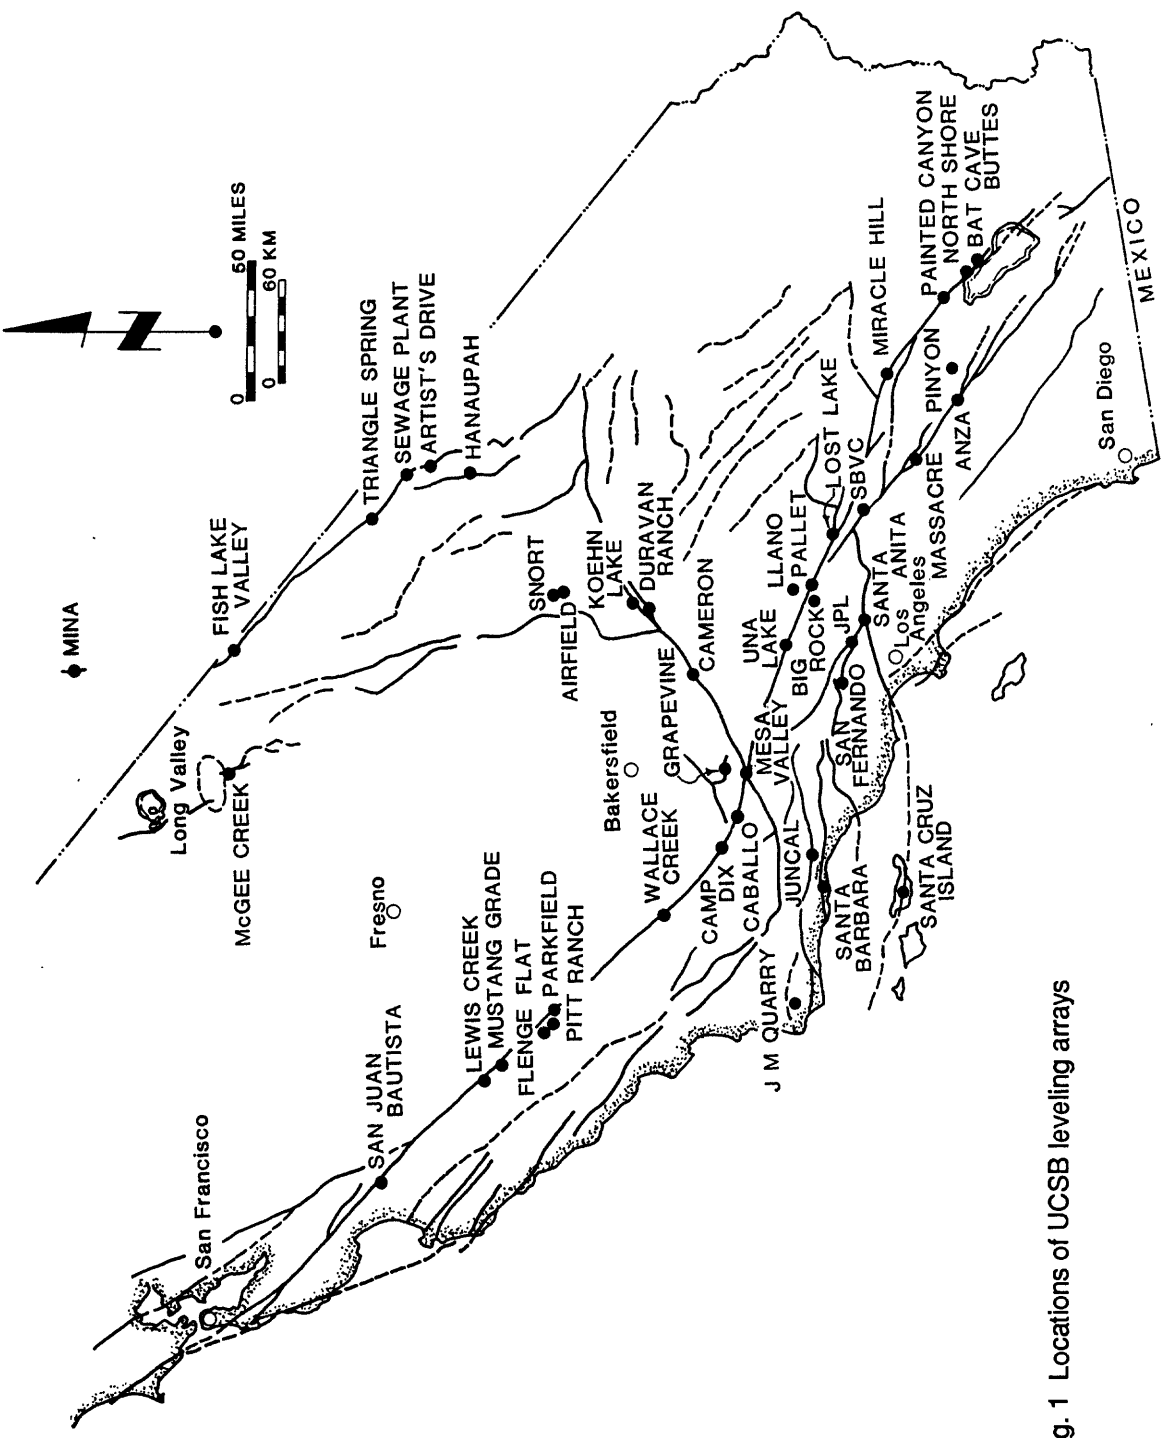 MINA
FISH LAKE
VALLEY
Long Valley
McGEE CREEK
Fresno
San Francisco
SAN JUAN
BAUTISTA
N
0
50 MILES
0
60 KM
TRIANGLE SPRING
SEWAGE PLANT
ARTIST'S DRIVE
HANAUPAH
LEWIS CREEK
MUSTANG GRADE
FLENGE FLAT
PARKFIELD
PITT RANCH
SNORT
AIRFIELD
KOEHN
LAKE
DURAVAN
RANCH
Bakersfield
GRAPEVINE
CAMERON
WALLACE
CREEK
CAMP
DIX
CABALLO
MESA
VALLEY
UNA
LAKE
BIG
ROCK
LLANO
PALLET
LOST LAKE
SBVC
MIRACLE HILL
PAINTED CANYON
NORTH SHORE
BAT CAVE
BUTTES
PINYON
ANZA
MASSACRE
SANTA
ANITA
JPL
Los
Angeles
SAN
FERNANDO
JUNCAL
SANTA
BARBARA
SANTA CRUZ
ISLAND
J M QUARRY
San Diego
MEXICO
g. 1 Locations of UCSB leveling arrays